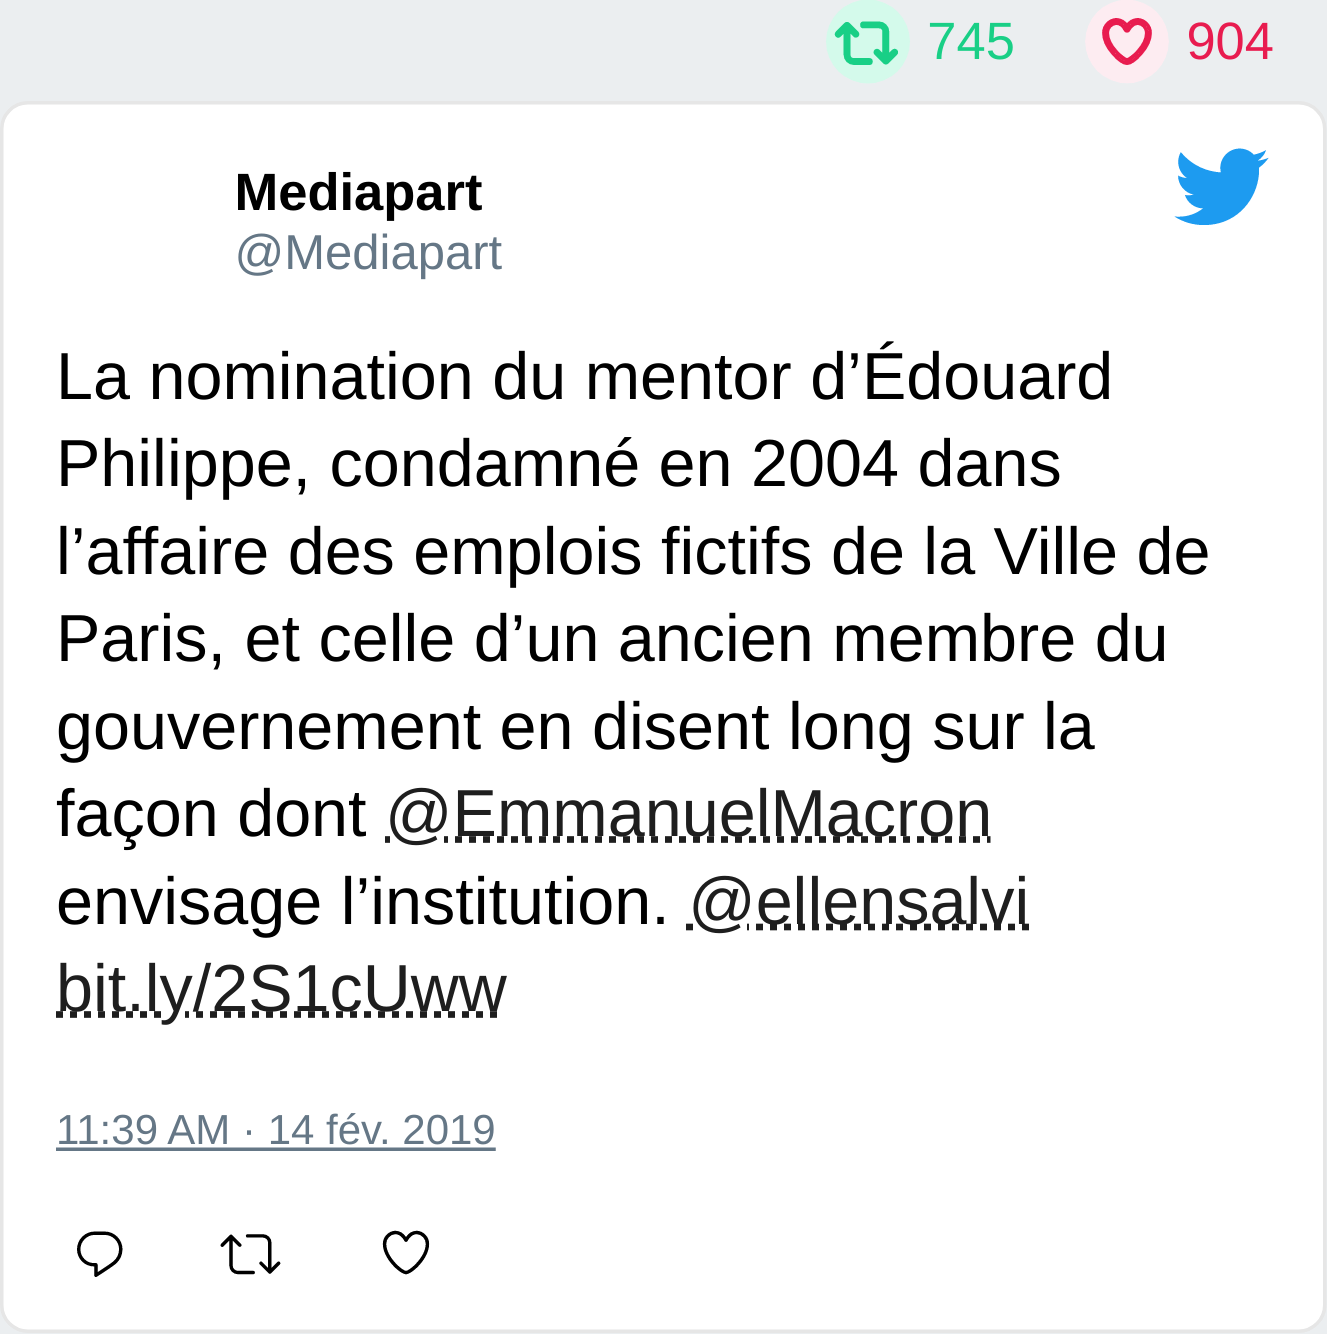 745 904
Mediapart
@Mediapart
La nomination du mentor d’Édouard
Philippe, condamné en 2004 dans
l’affaire des emplois fictifs de la Ville de
Paris, et celle d’un ancien membre du
gouvernement en disent long sur la
façon dont @EmmanuelMacron
envisage l’institution. @ellensalvi
bit.ly/2S1cUww
11:39 AM · 14 fév. 2019